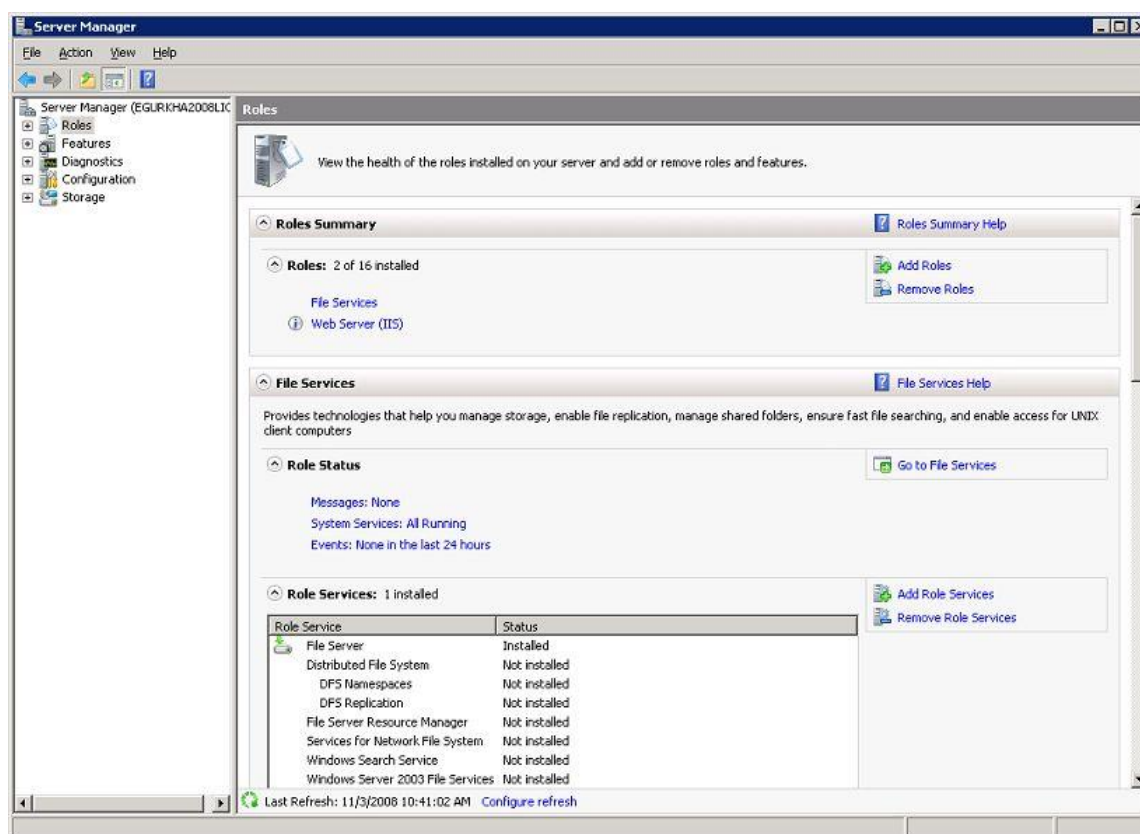 Server Manager
File Action View Help
Server Manager (EGURKHA2008LIC
Roles
Features
Diagnostics
Configuration
Storage
Roles
View the health of the roles installed on your server and add or remove roles and features.
Roles Summary
Roles Summary Help
Roles: 2 of 16 installed
Add Roles
Remove Roles
File Services
Web Server (IIS)
File Services
File Services Help
Provides technologies that help you manage storage, enable file replication, manage shared folders, ensure fast file searching, and enable access for UNIX
client computers
Role Status
Go to File Services
Messages: None
System Services: All Running
Events: None in the last 24 hours
Role Services: 1 installed
Add Role Services
Remove Role Services
Role Service Status
File Server Installed
Distributed File System Not installed
DFS Namespaces Not installed
DFS Replication Not installed
File Server Resource Manager Not installed
Services for Network File System Not installed
Windows Search Service Not installed
Windows Server 2003 File Services Not installed
Last Refresh: 11/3/2008 10:41:02 AM Configure refresh